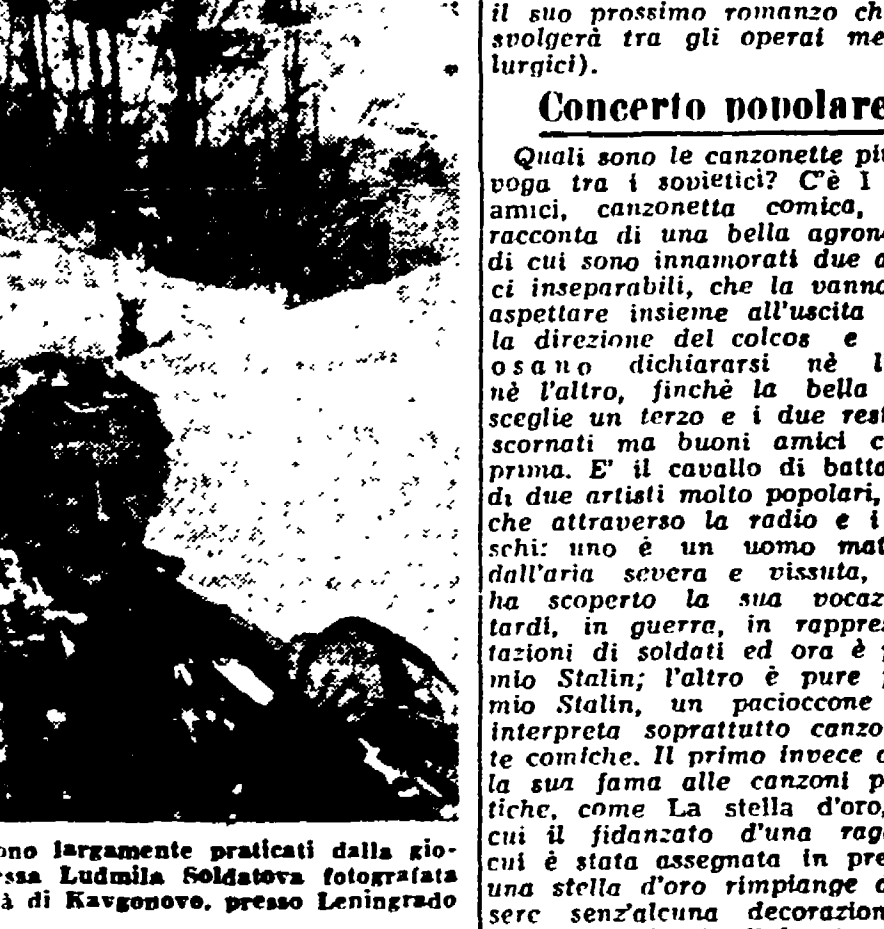 ono largamente praticati dalla gio-
essa Ludmila Soldatova fotografata
à di Kavgonovo, presso Leningrado
il suo prossimo romanzo ch
svolgerà tra gli operai me
lurgici).
Concerto popolare
Quali sono le canzonette pi
voga tra i sovietici? C'è I
amici, canzonetta comica,
racconta di una bella agron
di cui sono innamorati due a
ci inseparabili, che la vanno
aspettare insieme all'uscita
la direzione del colcos e
osano dichiararsi nè l
nè l'altro, finchè la bella
sceglie un terzo e i due rest
scornati ma buoni amici c
prima. E' il cavallo di batta
di due artisti molto popolari,
che attraverso la radio e i
schi: uno è un uomo mat
dall'aria severa e vissuta,
ha scoperto la sua vocaz
tardi, in guerra, in rappre
tazioni di soldati ed ora è
mio Stalin; l'altro è pure
mio Stalin, un pacioccone
interpreta soprattutto canzo
te comiche. Il primo invece
la sua fama alle canzoni p
tiche, come La stella d'oro,
cui il fidanzato d'una rag
cui è stata assegnata in pre
una stella d'oro rimpiange
sere senz'alcuna decorazion